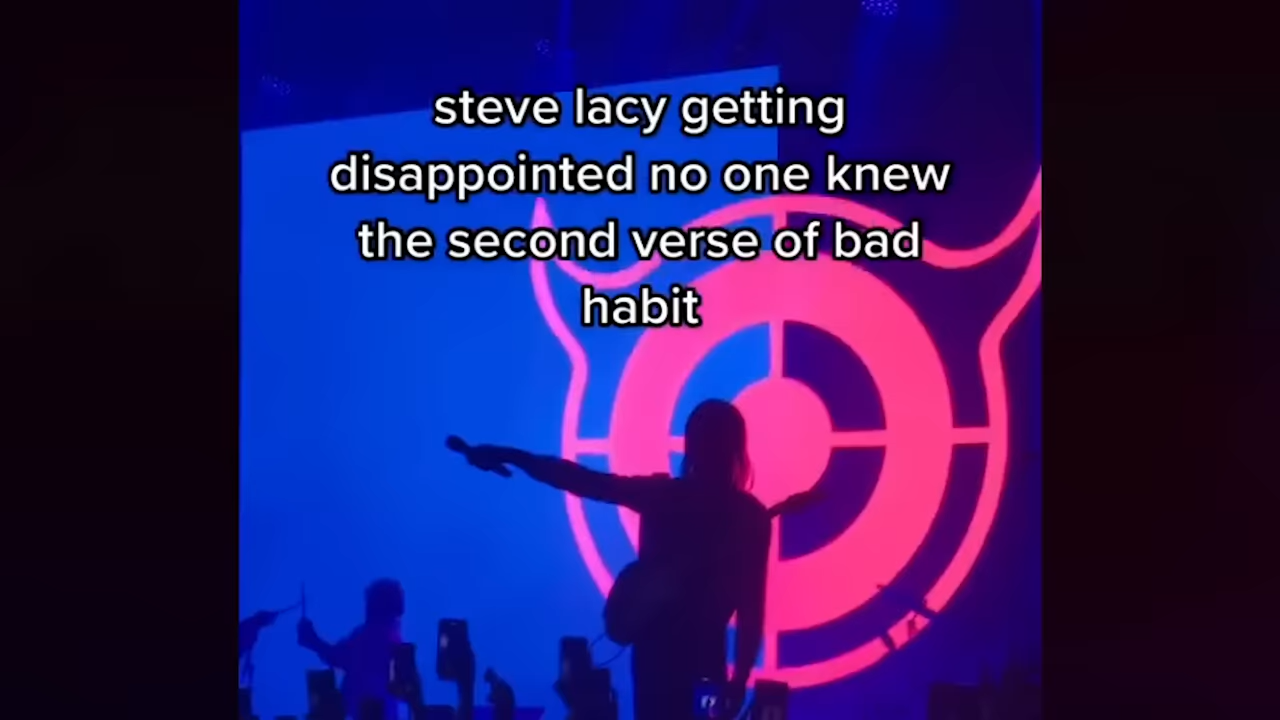 steve lacy getting
disappointed no one knew
the second verse of bad
habit